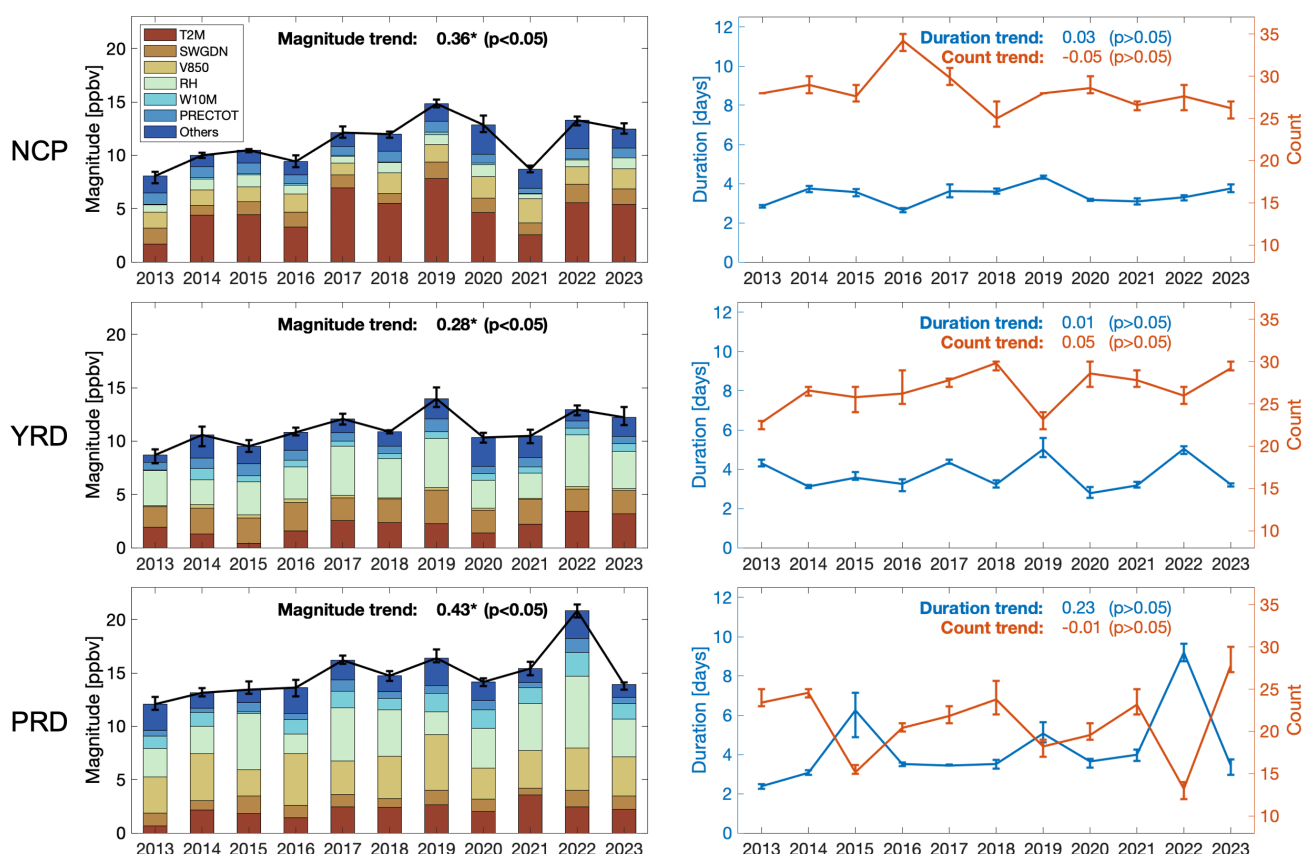 NCP
Magnitude [ppbv]
20
15
10
5
0
T2M
SWGDN
V850
RH
W10M
PRECTOT
Others
Magnitude trend: 0.36* (p<0.05)
2013 2014 2015 2016 2017 2018 2019 2020 2021 2022 2023
Duration [days]
12
10
8
6
4
2
0
Duration trend: 0.03 (p>0.05)
Count trend: -0.05 (p>0.05)
35
30
25
20
15
10
Count
2013 2014 2015 2016 2017 2018 2019 2020 2021 2022 2023
YRD
Magnitude [ppbv]
20
15
10
5
0
Magnitude trend: 0.28* (p<0.05)
2013 2014 2015 2016 2017 2018 2019 2020 2021 2022 2023
Duration [days]
12
10
8
6
4
2
0
Duration trend: 0.01 (p>0.05)
Count trend: 0.05 (p>0.05)
35
30
25
20
15
10
Count
2013 2014 2015 2016 2017 2018 2019 2020 2021 2022 2023
PRD
Magnitude [ppbv]
20
15
10
5
0
Magnitude trend: 0.43* (p<0.05)
2013 2014 2015 2016 2017 2018 2019 2020 2021 2022 2023
Duration [days]
12
10
8
6
4
2
0
Duration trend: 0.23 (p>0.05)
Count trend: -0.01 (p>0.05)
35
30
25
20
15
10
Count
2013 2014 2015 2016 2017 2018 2019 2020 2021 2022 2023